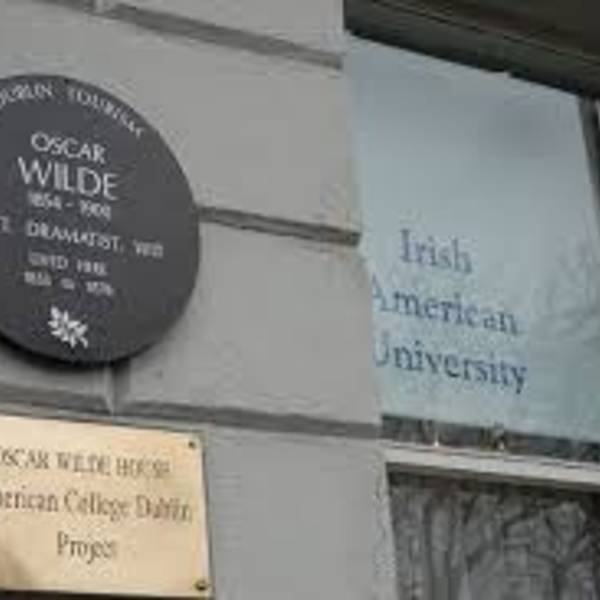 DUBLIN TOURISM
OSCAR
WILDE
1854 - 1900
T. DRAMATIST, WIT
LIVED HERE
1855 to 1878
OSCAR WILDE HOUSE
merican College Dublin
Project
Irish
American
University